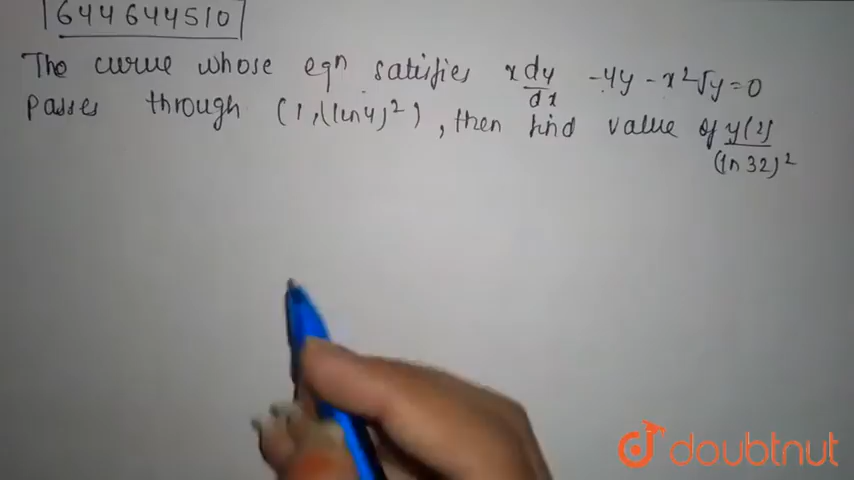 644644510
The curve whose eqn satisfies x dy/dx - 4y - x²√y = 0
Passes through (1, (ln4)²), then find value of y(2)/(ln 32)²
doubtnut